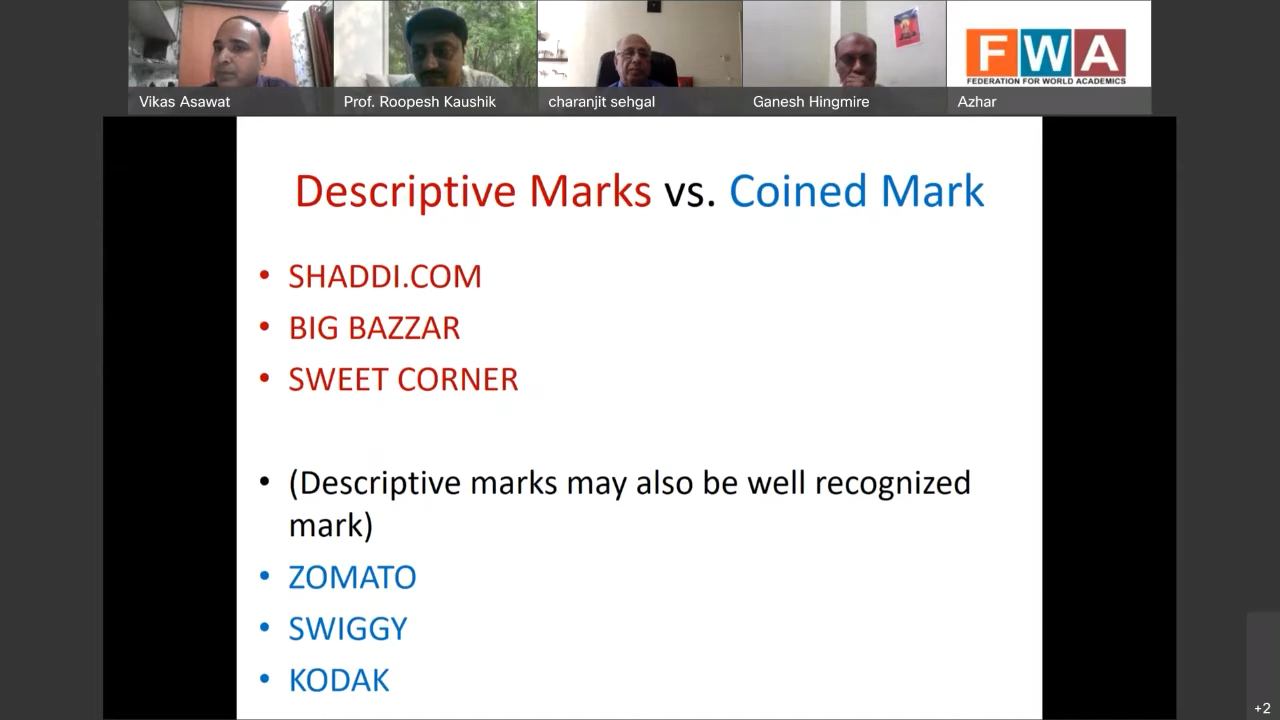 FWA
FEDERATION FOR WORLD ACADEMICS
Vikas Asawat
Prof. Roopesh Kaushik
charanjit sehgal
Ganesh Hingmire
Azhar
Descriptive Marks vs. Coined Mark
• SHADDI.COM
• BIG BAZZAR
• SWEET CORNER
• (Descriptive marks may also be well recognized
mark)
• ZOMATO
• SWIGGY
• KODAK
+2